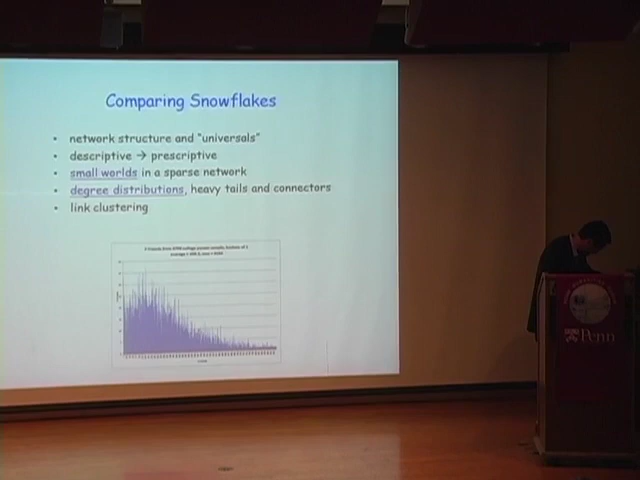 Comparing Snowflakes
• network structure and "universals"
• descriptive → prescriptive
• small worlds in a sparse network
• degree distributions, heavy tails and connectors
• link clustering
Penn